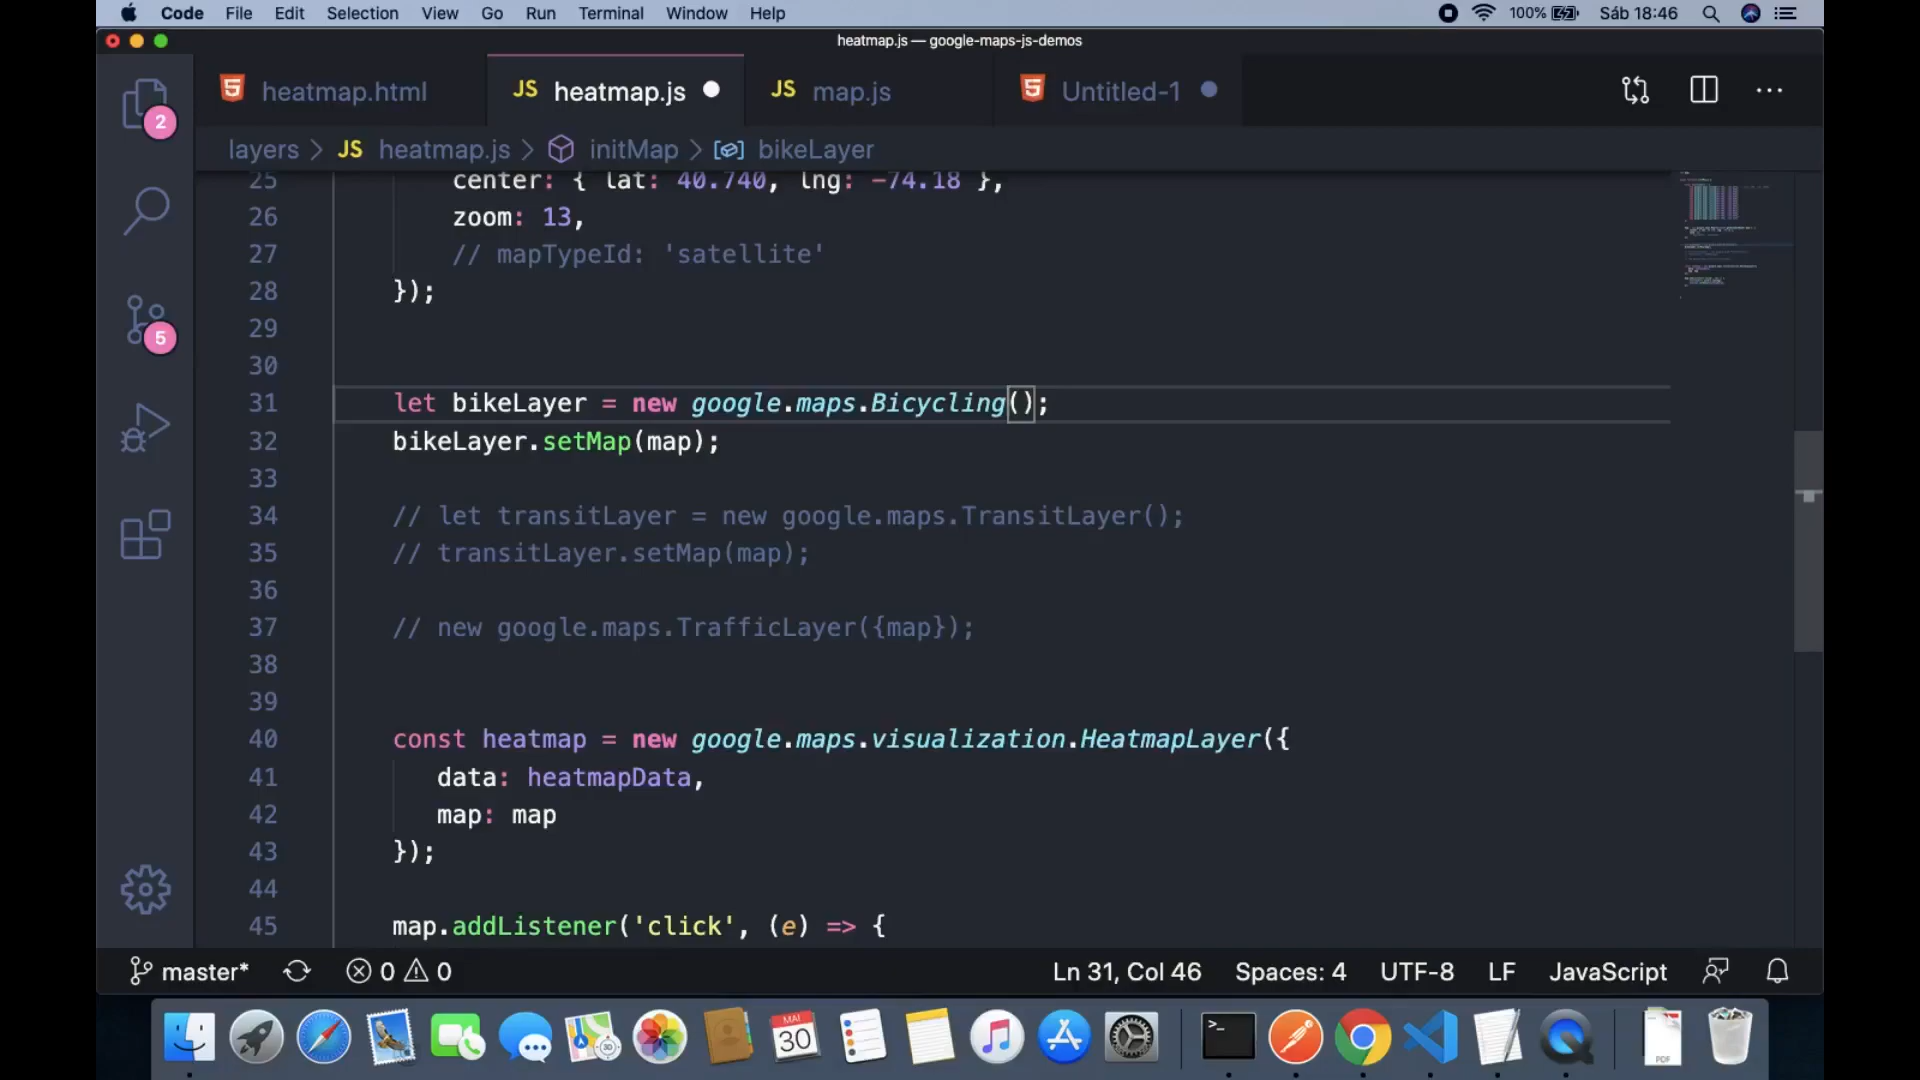 Code File Edit Selection View Go Run Terminal Window Help 100% Sáb 18:46
heatmap.js — google-maps-js-demos
heatmap.html JS heatmap.js JS map.js Untitled-1
2
layers > JS heatmap.js > initMap > bikeLayer
25 center: { lat: 40.740, lng: -74.18 },
26 zoom: 13,
27 // mapTypeId: 'satellite'
28 });
29
30
31 let bikeLayer = new google.maps.Bicycling();
32 bikeLayer.setMap(map);
33
34 // let transitLayer = new google.maps.TransitLayer();
35 // transitLayer.setMap(map);
36
37 // new google.maps.TrafficLayer({map});
38
39
40 const heatmap = new google.maps.visualization.HeatmapLayer({
41 data: heatmapData,
42 map: map
43 });
44
45 map.addListener('click', (e) => {
5
master* 0 0 Ln 31, Col 46 Spaces: 4 UTF-8 LF JavaScript
MAI
30
>_
PDF